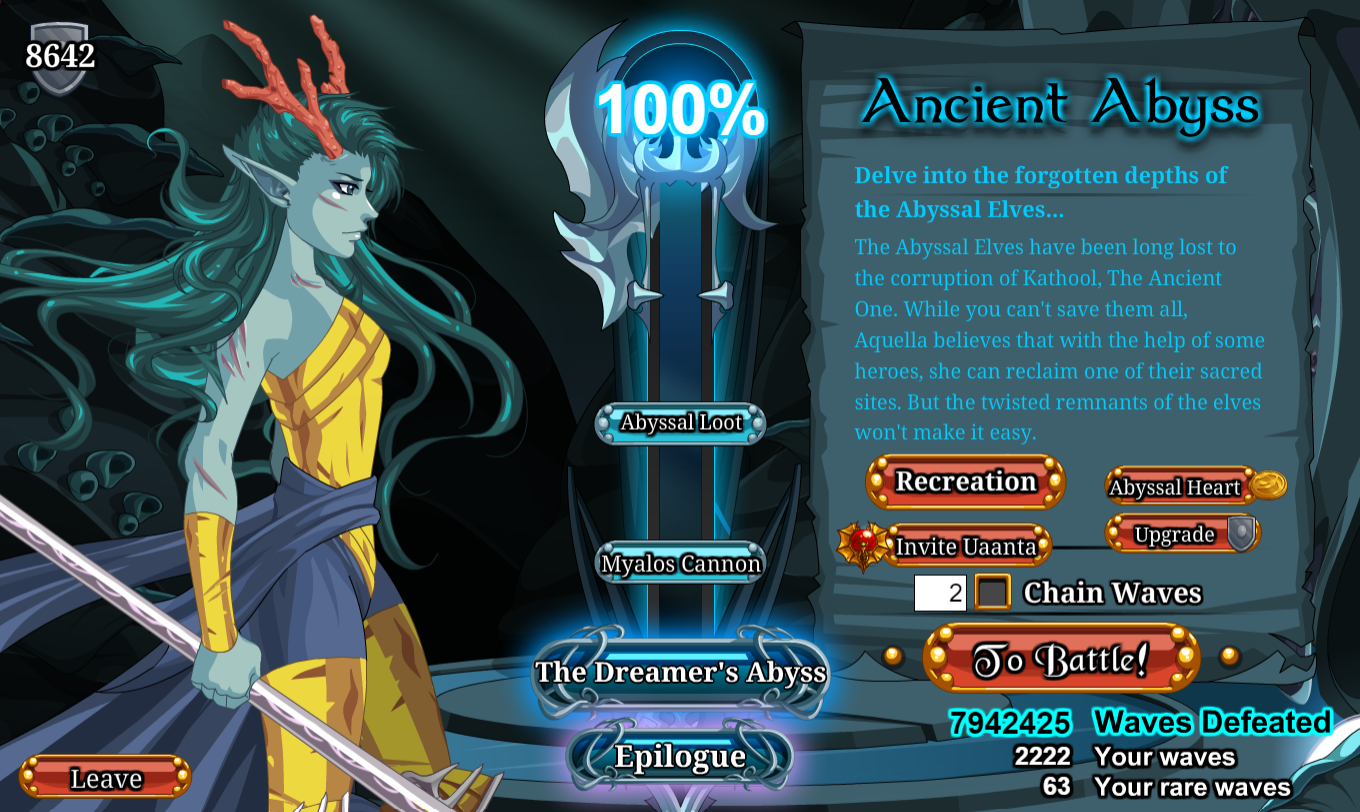 8642
100%
Abyssal Loot
Myalos Cannon
The Dreamer's Abyss
Epilogue
Leave
Ancient Abyss
Delve into the forgotten depths of
the Abyssal Elves...
The Abyssal Elves have been long lost to
the corruption of Kathool, The Ancient
One. While you can't save them all,
Aquella believes that with the help of some
heroes, she can reclaim one of their sacred
sites. But the twisted remnants of the elves
won't make it easy.
Recreation
Abyssal Heart
Invite Uaanta
Upgrade
2 Chain Waves
To Battle!
7942425 Waves Defeated
2222 Your waves
63 Your rare waves